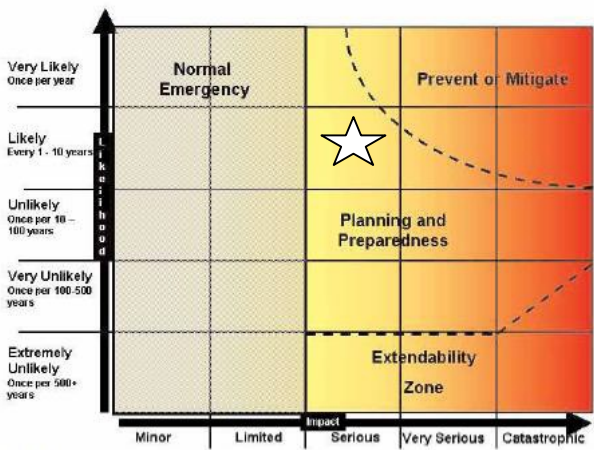 Very Likely
Once per year
Normal
Emergency
Prevent or Mitigate
Likely
Every 1 - 10 years
Likelihood
Unlikely
Once per 10 –
100 years
Planning and
Preparedness
Very Unlikely
Once per 100-500
years
Extremely
Unlikely
Once per 500+
years
Extendability
Zone
Impact
Minor
Limited
Serious
Very Serious
Catastrophic